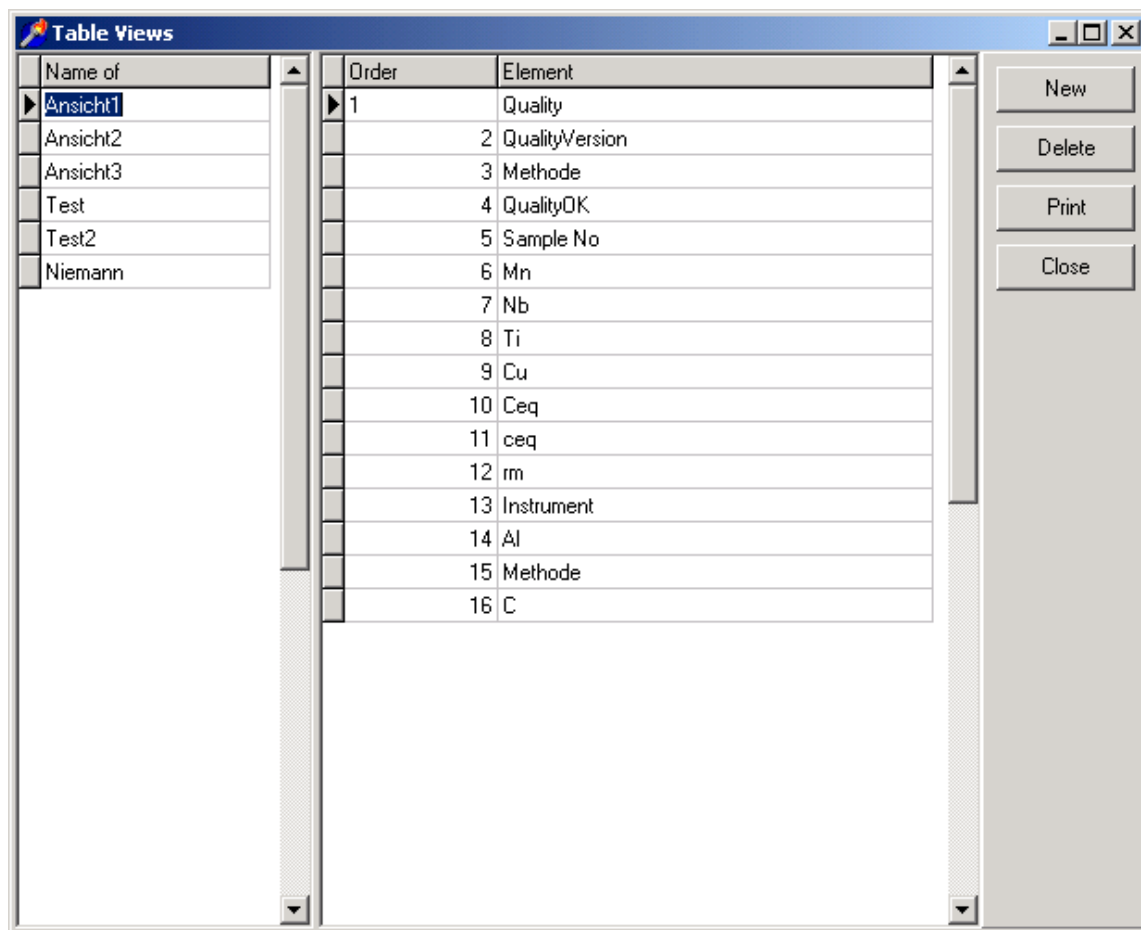 Table Views
Name of
Ansicht1
Ansicht2
Ansicht3
Test
Test2
Niemann
Order Element
1 Quality
2 QualityVersion
3 Methode
4 QualityOK
5 Sample No
6 Mn
7 Nb
8 Ti
9 Cu
10 Ceq
11 ceq
12 rm
13 Instrument
14 Al
15 Methode
16 C
New
Delete
Print
Close